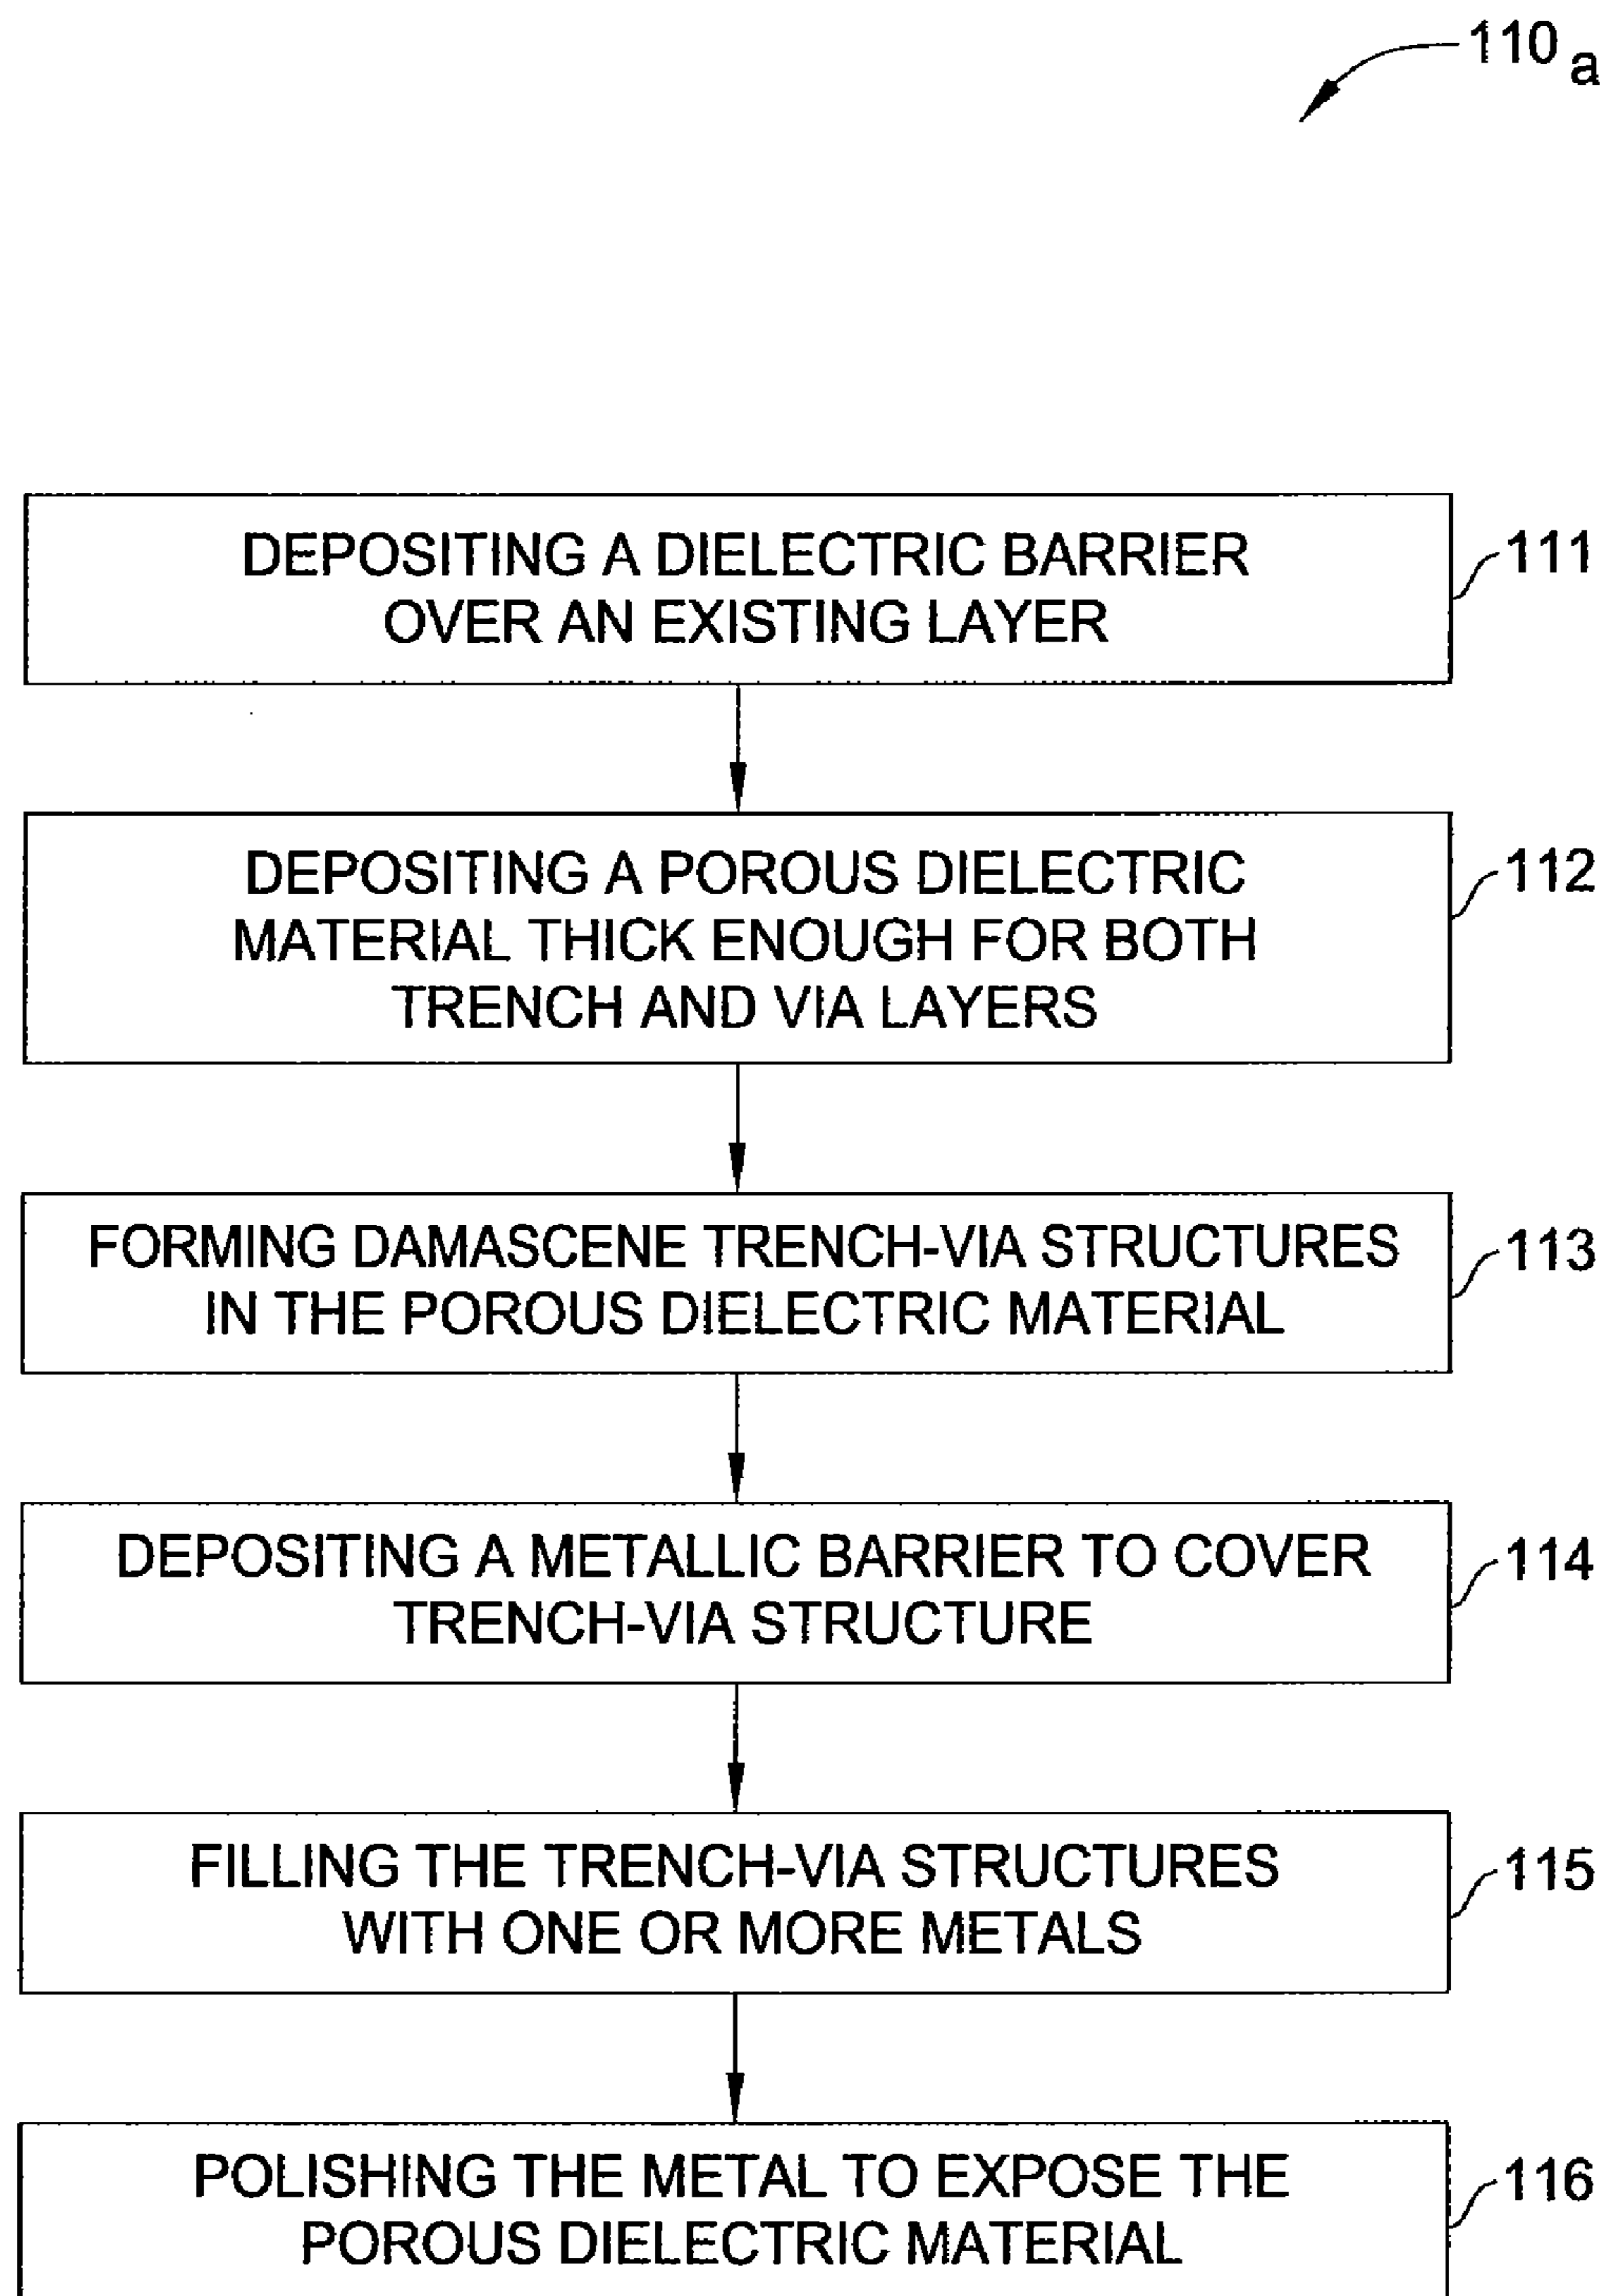 110a
DEPOSITING A DIELECTRIC BARRIER
OVER AN EXISTING LAYER
111
DEPOSITING A POROUS DIELECTRIC
MATERIAL THICK ENOUGH FOR BOTH
TRENCH AND VIA LAYERS
112
FORMING DAMASCENE TRENCH-VIA STRUCTURES
IN THE POROUS DIELECTRIC MATERIAL
113
DEPOSITING A METALLIC BARRIER TO COVER
TRENCH-VIA STRUCTURE
114
FILLING THE TRENCH-VIA STRUCTURES
WITH ONE OR MORE METALS
115
POLISHING THE METAL TO EXPOSE THE
POROUS DIELECTRIC MATERIAL
116